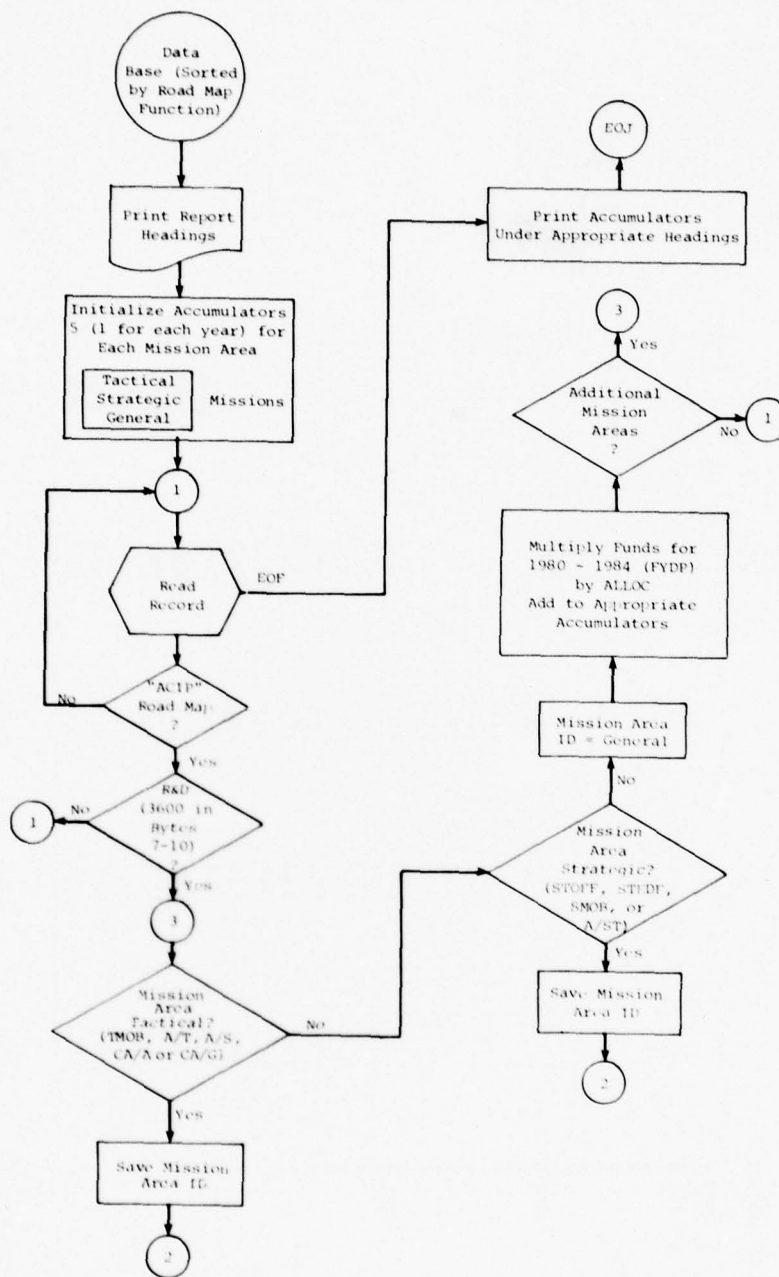 Data
Base (Sorted
by Road Map
Function)
Print Report
Headings
Initialize Accumulators
5 (1 for each year) for
Each Mission Area
Tactical
Strategic
General
Missions
1
Read
Record
EOF
"ACIP"
Road Map
?
No
Yes
R&D
(3600 in
Bytes
7-10)
?
No
1
Yes
3
Mission
Area
Tactical?
(TMOB, A/T, A/S,
CA/A or CA/G)
No
Yes
Save Mission
Area ID
2
EOJ
Print Accumulators
Under Appropriate Headings
3
Yes
Additional
Mission
Areas
?
No
1
Multiply Funds for
1980 - 1984 (FYDP)
by ALLOC
Add to Appropriate
Accumulators
Mission Area
ID = General
No
Mission
Area
Strategic?
(STOFF, STEDF,
SMOB, or
A/ST)
Yes
Save Mission
Area ID
2